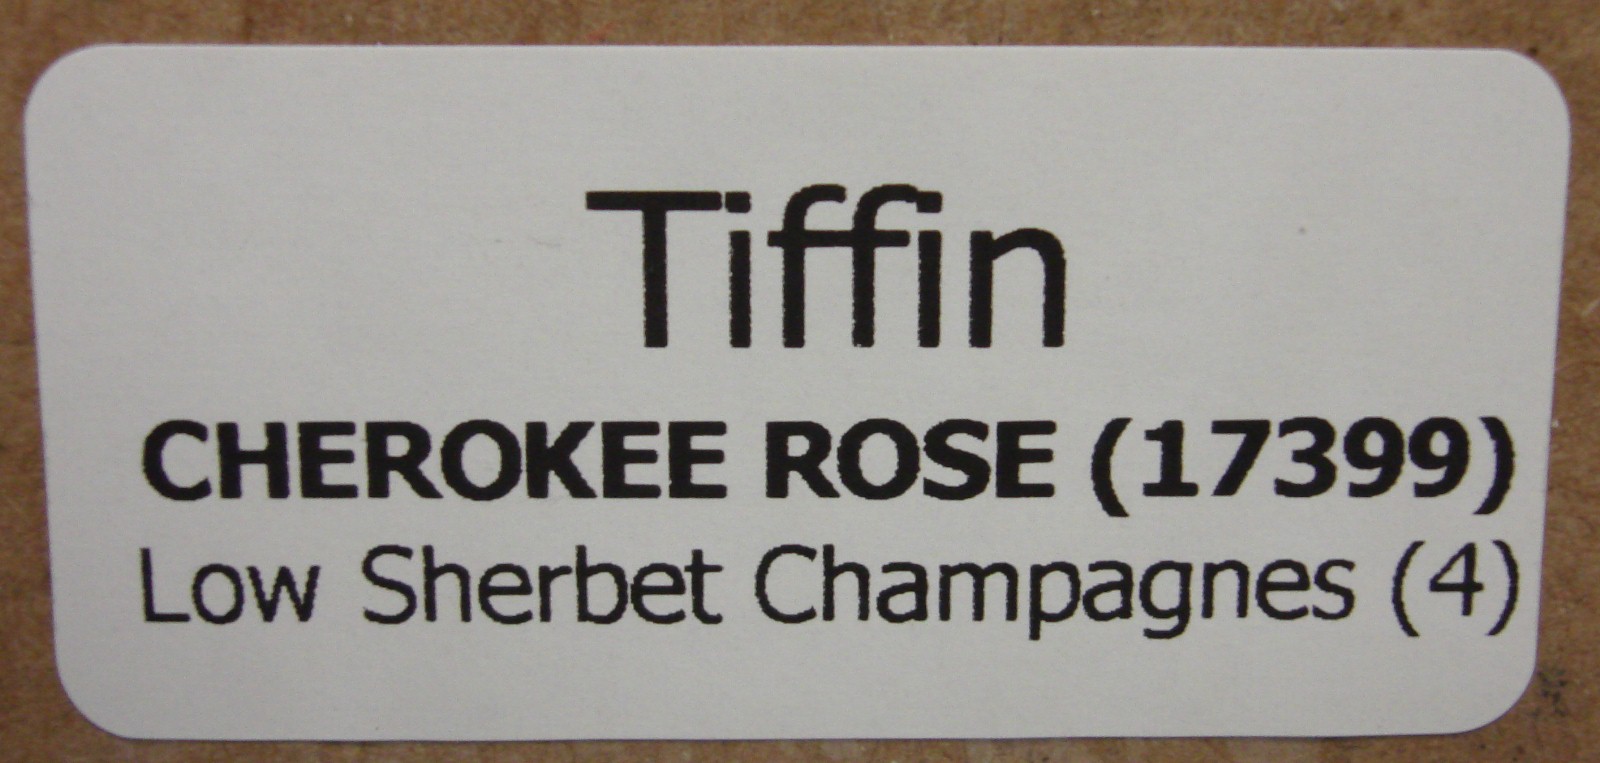 Tiffin
CHEROKEE ROSE (17399)
Low Sherbet Champagnes (4)